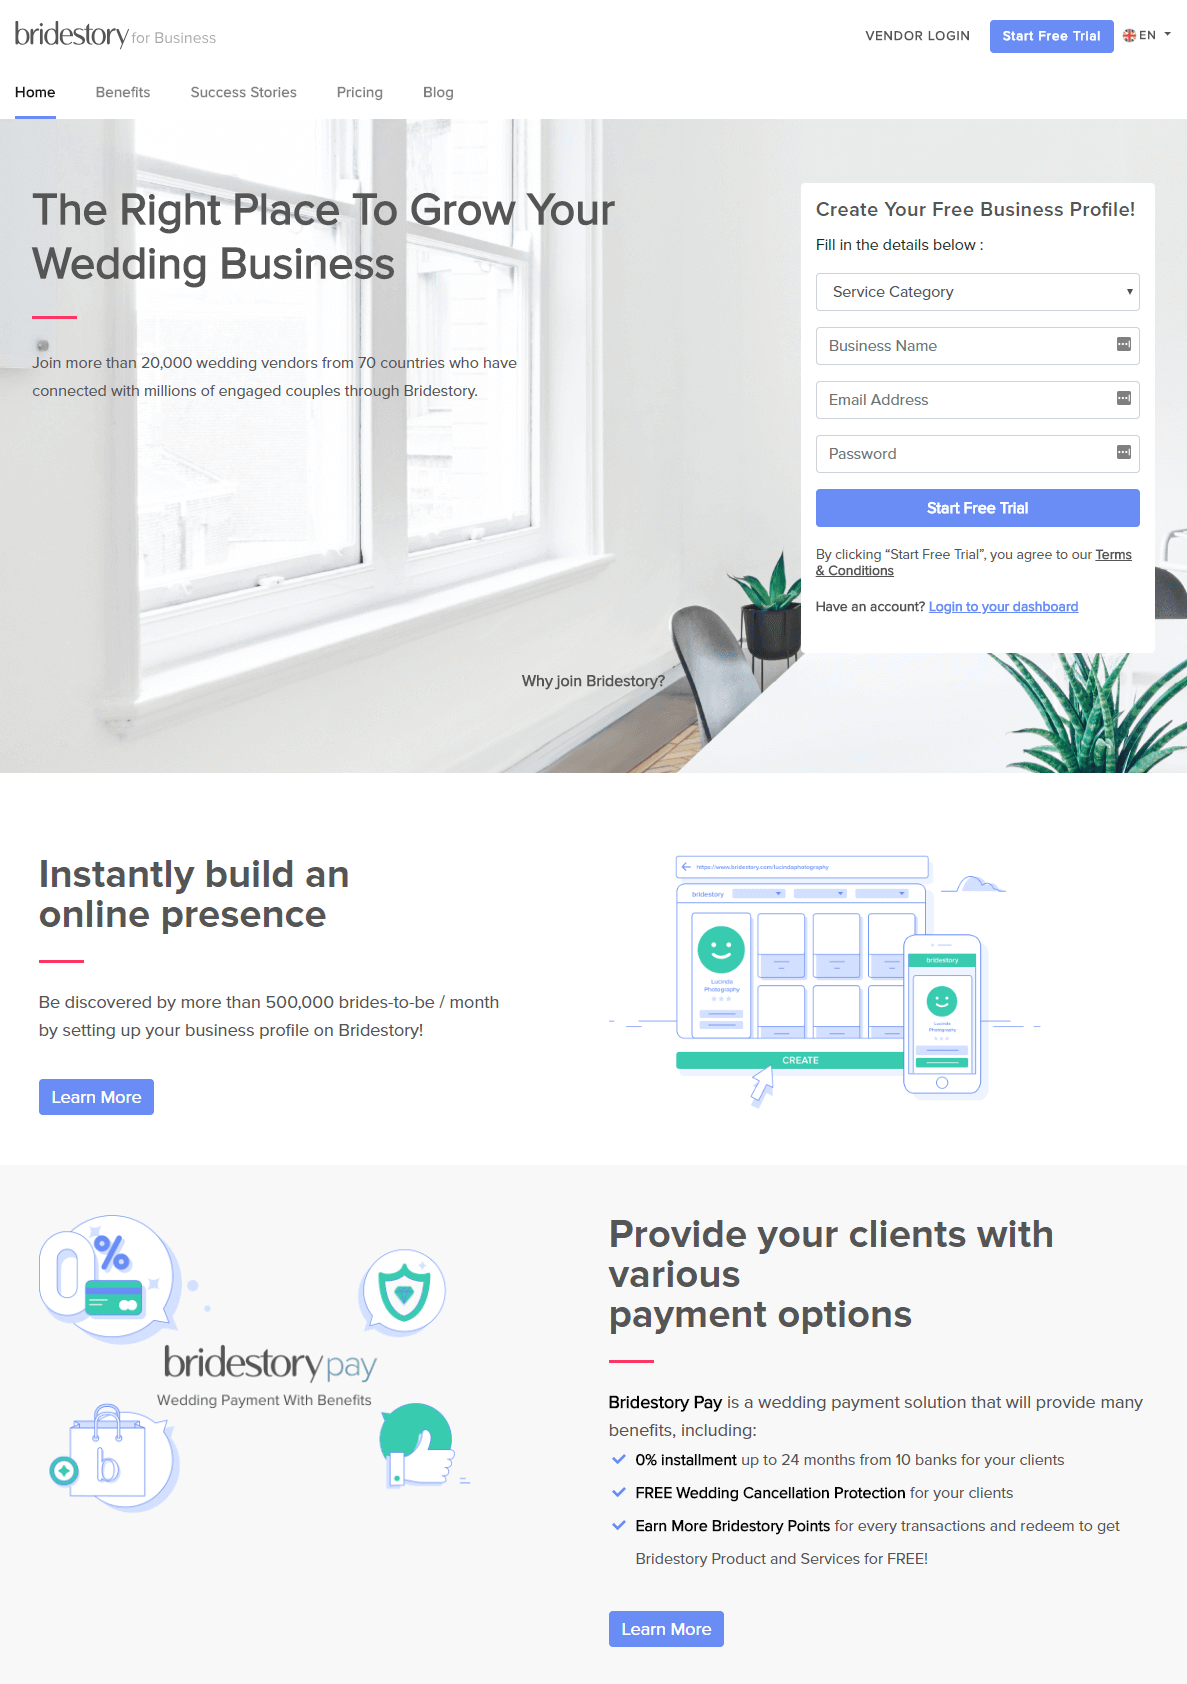 bridestory for Business
VENDOR LOGIN
Start Free Trial
EN
Home
Benefits
Success Stories
Pricing
Blog
The Right Place To Grow Your
Wedding Business
Join more than 20,000 wedding vendors from 70 countries who have
connected with millions of engaged couples through Bridestory.
Create Your Free Business Profile!
Fill in the details below :
Service Category
Business Name
Email Address
Password
Start Free Trial
By clicking “Start Free Trial”, you agree to our Terms
& Conditions
Have an account? Login to your dashboard
Why join Bridestory?
Instantly build an
online presence
Be discovered by more than 500,000 brides-to-be / month
by setting up your business profile on Bridestory!
Learn More
https://www.bridestory.com/lucindaphotography
bridestory
Lucinda
Photography
CREATE
bridestory
Lucinda
Photography
0%
bridestory pay
Wedding Payment With Benefits
b
Provide your clients with
various
payment options
Bridestory Pay is a wedding payment solution that will provide many
benefits, including:
0% installment up to 24 months from 10 banks for your clients
FREE Wedding Cancellation Protection for your clients
Earn More Bridestory Points for every transactions and redeem to get
Bridestory Product and Services for FREE!
Learn More